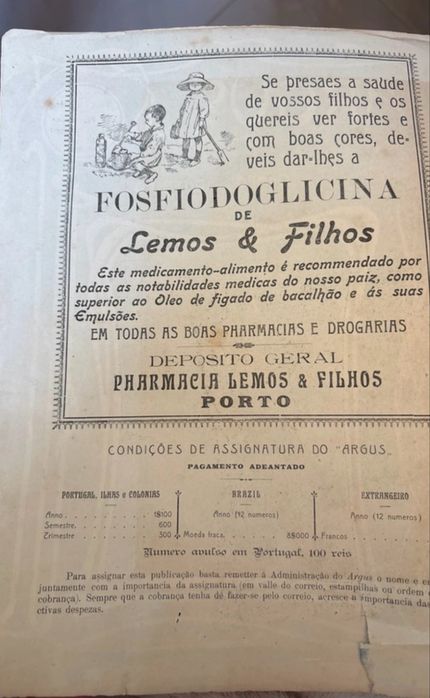 Se presaes a saude
de vossos filhos e os
quereis ver fortes e
com boas cores, de-
veis dar-lhes a
FOSFIODOGLICINA
DE
Lemos & Filhos
Este medicamento-alimento é recommendado por
todas as notabilidades medicas do nosso paiz, como
superior ao Oleo de figado de bacalhão e ás suas
Emulsões.
EM TODAS AS BOAS PHARMACIAS E DROGARIAS
DEPOSITO GERAL
PHARMACIA LEMOS & FILHOS
PORTO
CONDIÇÕES DE ASSIGNATURA DO "ARGUS"
PAGAMENTO ADEANTADO
PORTUGAL, ILHAS e COLONIAS
Anno . . . . . . . . . 1$100
Semestre . . . . . . . . 600
Trimestre . . . . . . . 300
BRAZIL
Anno (12 numeros)
Moeda fraca. . . . . . . 8$000
EXTRANGEIRO
Anno (12 numeros)
Francos . . . . . . . .
Numero avulso em Portugal, 100 reis
Para assignar esta publicação basta remetter á Administração do Argus o nome e
juntamente com a importancia da assignatura (em valle do correio, estampilhas ou ordem
cobrança). Sempre que a cobrança tenha de fazer-se pelo correio, acresce a importancia das
ctivas despezas.